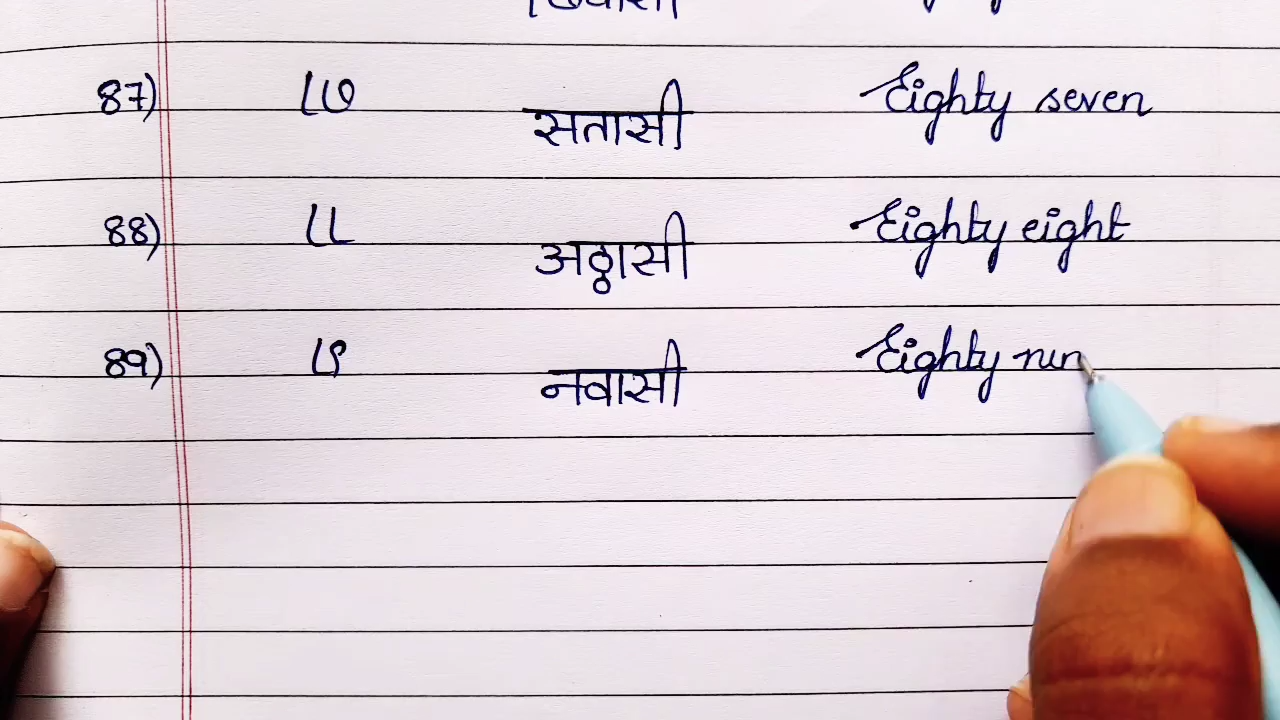 87) ८७ सतासी Eighty seven
88) ८८ अठ्ठासी Eighty eight
89) ८९ नवासी Eighty nin